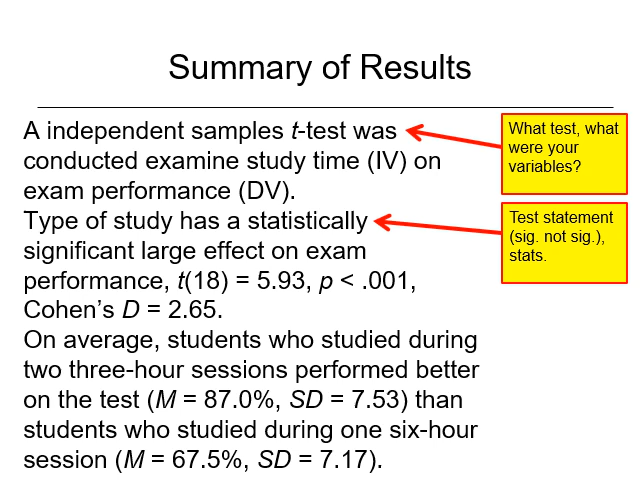 Summary of Results
A independent samples t-test was
conducted examine study time (IV) on
exam performance (DV).
Type of study has a statistically
significant large effect on exam
performance, t(18) = 5.93, p < .001,
Cohen’s D = 2.65.
On average, students who studied during
two three-hour sessions performed better
on the test (M = 87.0%, SD = 7.53) than
students who studied during one six-hour
session (M = 67.5%, SD = 7.17).
What test, what
were your
variables?
Test statement
(sig. not sig.),
stats.